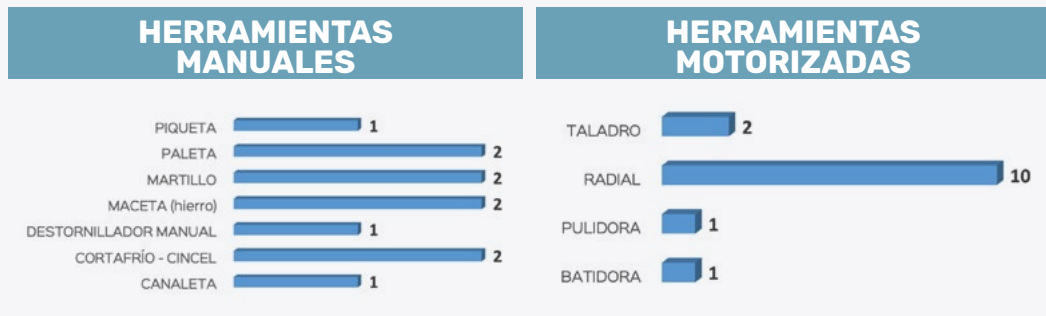 HERRAMIENTAS
MANUALES
PIQUETA 1
PALETA 2
MARTILLO 2
MACETA (hierro) 2
DESTORNILLADOR MANUAL 1
CORTAFRÍO - CINCEL 2
CANALETA 1
HERRAMIENTAS
MOTORIZADAS
TALADRO 2
RADIAL 10
PULIDORA 1
BATIDORA 1